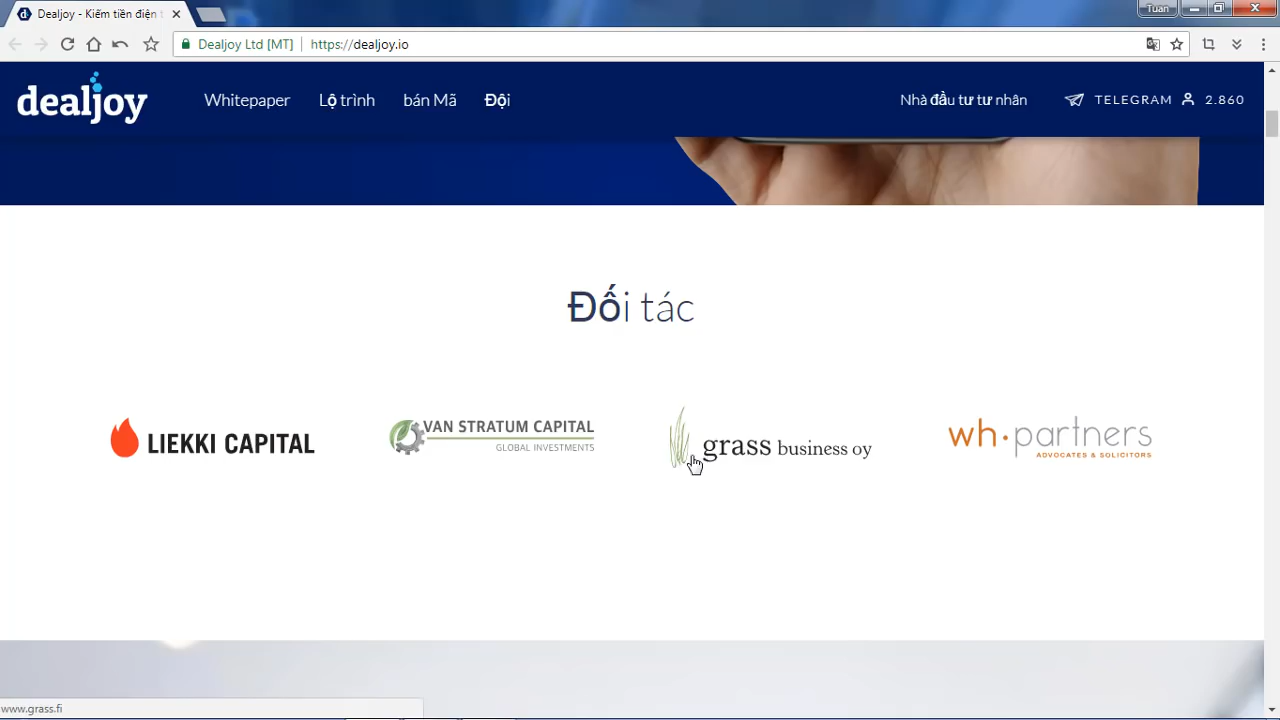 Dealjoy - Kiếm tiền điện t
Tuan
Dealjoy Ltd [MT]
https://dealjoy.io
dealjoy
Whitepaper
Lộ trình
bán Mã
Đội
Nhà đầu tư tư nhân
TELEGRAM
2.860
Đối tác
LIEKKI CAPITAL
VAN STRATUM CAPITAL
GLOBAL INVESTMENTS
grass business oy
wh·partners
ADVOCATES & SOLICITORS
www.grass.fi